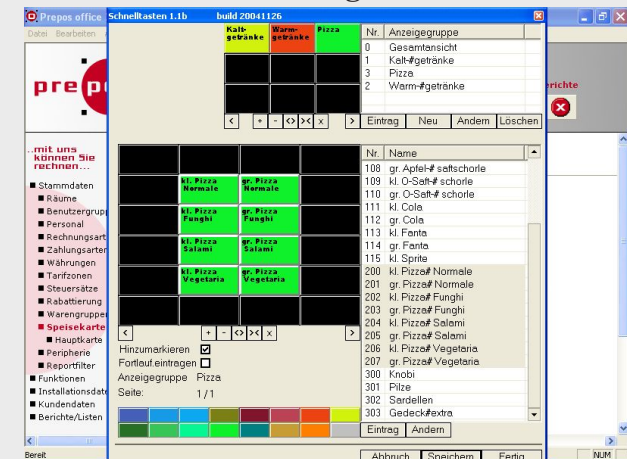 Prepos office
Schnelltasten 1.1b build 20041126
Datei Bearbeiten
prep
..mit uns
können Sie
rechnen...
Stammdaten
Räume
Personal
Währungen
Tarifzonen
Steuersätze
Rabattierung
Speisekarte
Hauptkarte
Peripherie
Reportfilter
Funktionen
Kundendaten
Berichte/Listen
Kalt-
getränke
Warm-
getränke
Pizza
< + - <> >< x >
Nr. Anzeigegruppe
0 Gesamtansicht
1 Kalt-#getränke
3 Pizza
2 Warm-#getränke
Eintrag Neu Ändern Löschen
kl. Pizza
Normale
gr. Pizza
Normale
kl. Pizza
Funghi
gr. Pizza
Funghi
kl. Pizza
Salami
gr. Pizza
Salami
kl. Pizza
Vegetaria
gr. Pizza
Vegetaria
< + - <> >< x >
Hinzumarkieren
Fortlauf.eintragen
Anzeigegruppe Pizza
Seite: 1/1
Nr. Name
108 gr. Apfel-# saftschorle
109 kl. O-Saft-# schorle
110 gr. O-Saft-# schorle
111 kl. Cola
112 gr. Cola
113 kl. Fanta
114 gr. Fanta
115 kl. Sprite
200 kl. Pizza# Normale
201 gr. Pizza# Normale
202 kl. Pizza# Funghi
203 gr. Pizza# Funghi
204 kl. Pizza# Salami
205 gr. Pizza# Salami
206 kl. Pizza# Vegetaria
207 gr. Pizza# Vegetaria
300 Knobi
301 Pilze
302 Sardellen
303 Gedeck#extra
Eintrag Ändern
Abbruch Speichern Fertig
Bereit
NUM